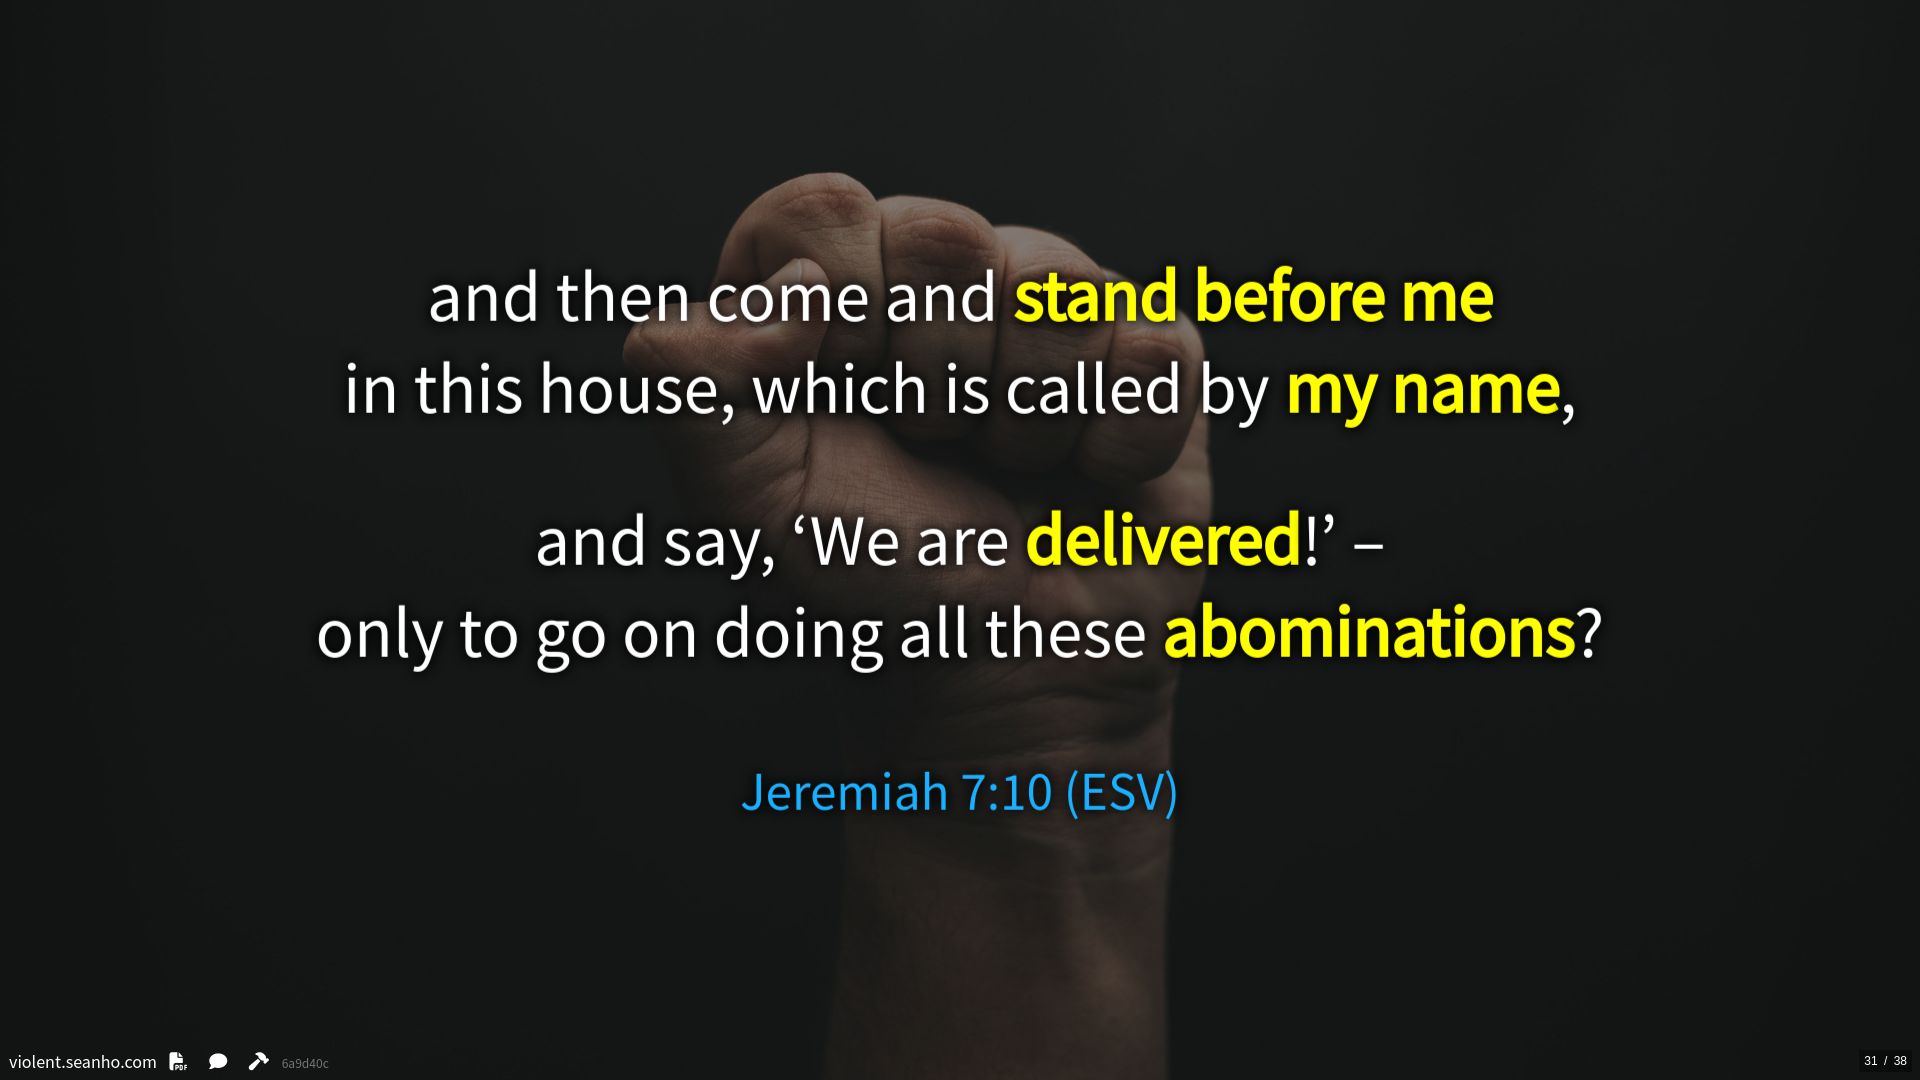 and then come and stand before me
in this house, which is called by my name,
and say, ‘We are delivered!’ –
only to go on doing all these abominations?
Jeremiah 7:10 (ESV)
violent.seanho.com PDF 6a9d40c
31 / 38